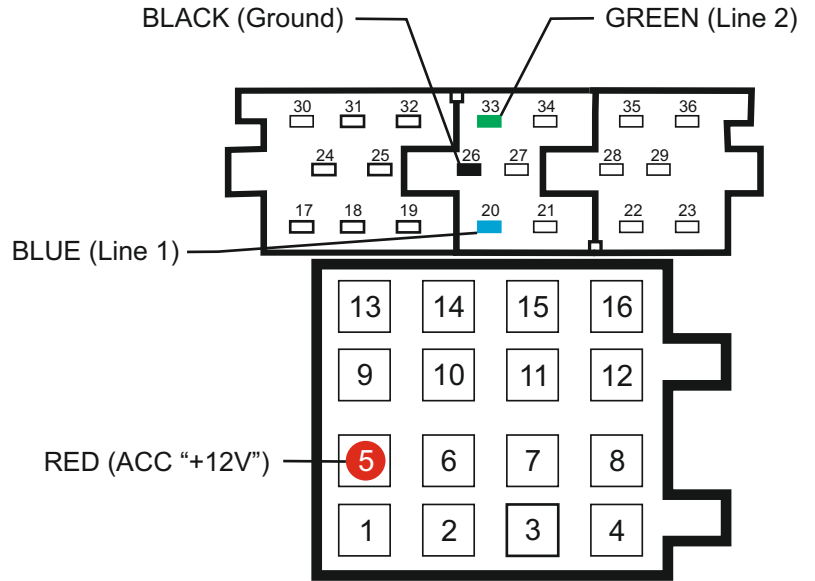 BLACK (Ground)
GREEN (Line 2)
30 31 32 33 34 35 36
24 25 26 27 28 29
17 18 19 20 21 22 23
BLUE (Line 1)
13 14 15 16
9 10 11 12
RED (ACC “+12V”)
5 6 7 8
1 2 3 4